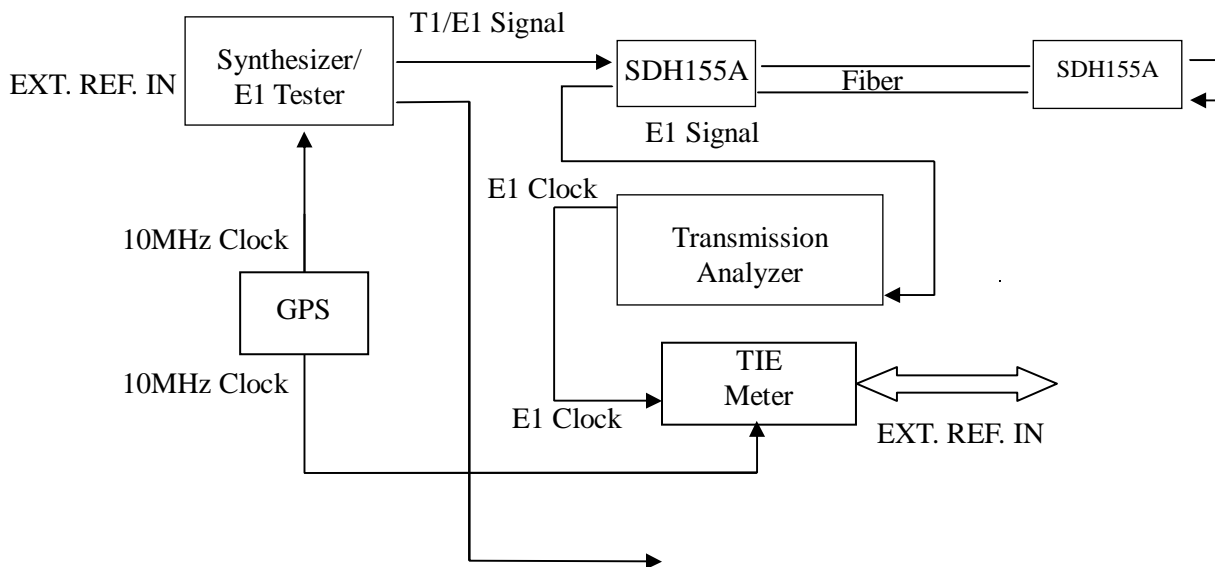 T1/E1 Signal
Synthesizer/
E1 Tester
EXT. REF. IN
SDH155A
Fiber
SDH155A
E1 Signal
E1 Clock
Transmission
Analyzer
10MHz Clock
GPS
10MHz Clock
TIE
Meter
E1 Clock
EXT. REF. IN